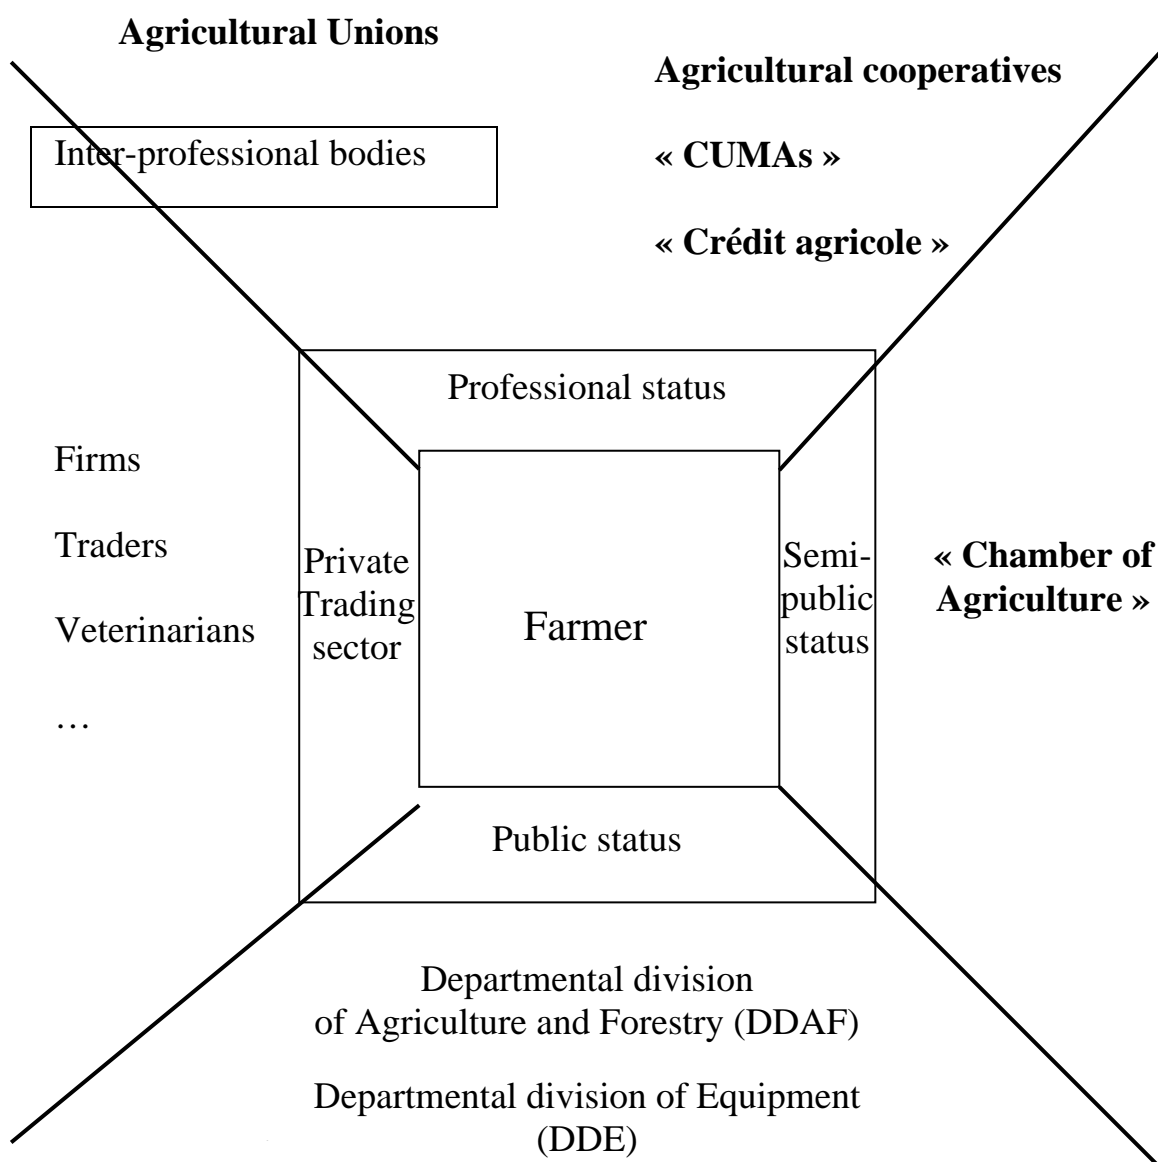 Agricultural Unions
Agricultural cooperatives
Inter-professional bodies
« CUMAs »
« Crédit agricole »
Professional status
Firms
Traders
Veterinarians
…
Private
Trading
sector
Farmer
Semi-
public
status
« Chamber of
Agriculture »
Public status
Departmental division
of Agriculture and Forestry (DDAF)
Departmental division of Equipment
(DDE)